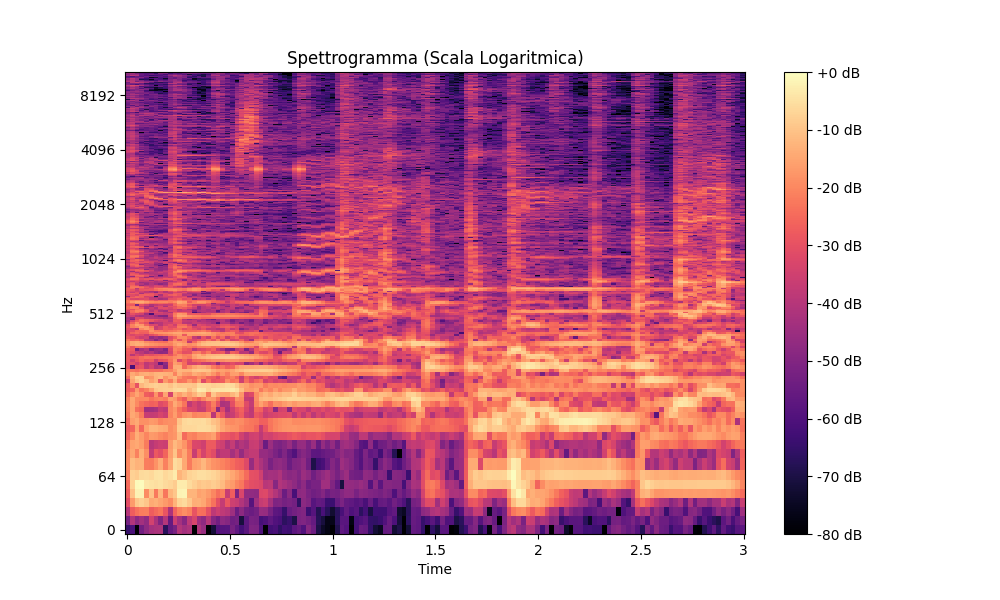 Spettrogramma (Scala Logaritmica)
8192
4096
2048
1024
512
256
128
64
0
Hz
0
0.5
1
1.5
2
2.5
3
Time
+0 dB
-10 dB
-20 dB
-30 dB
-40 dB
-50 dB
-60 dB
-70 dB
-80 dB